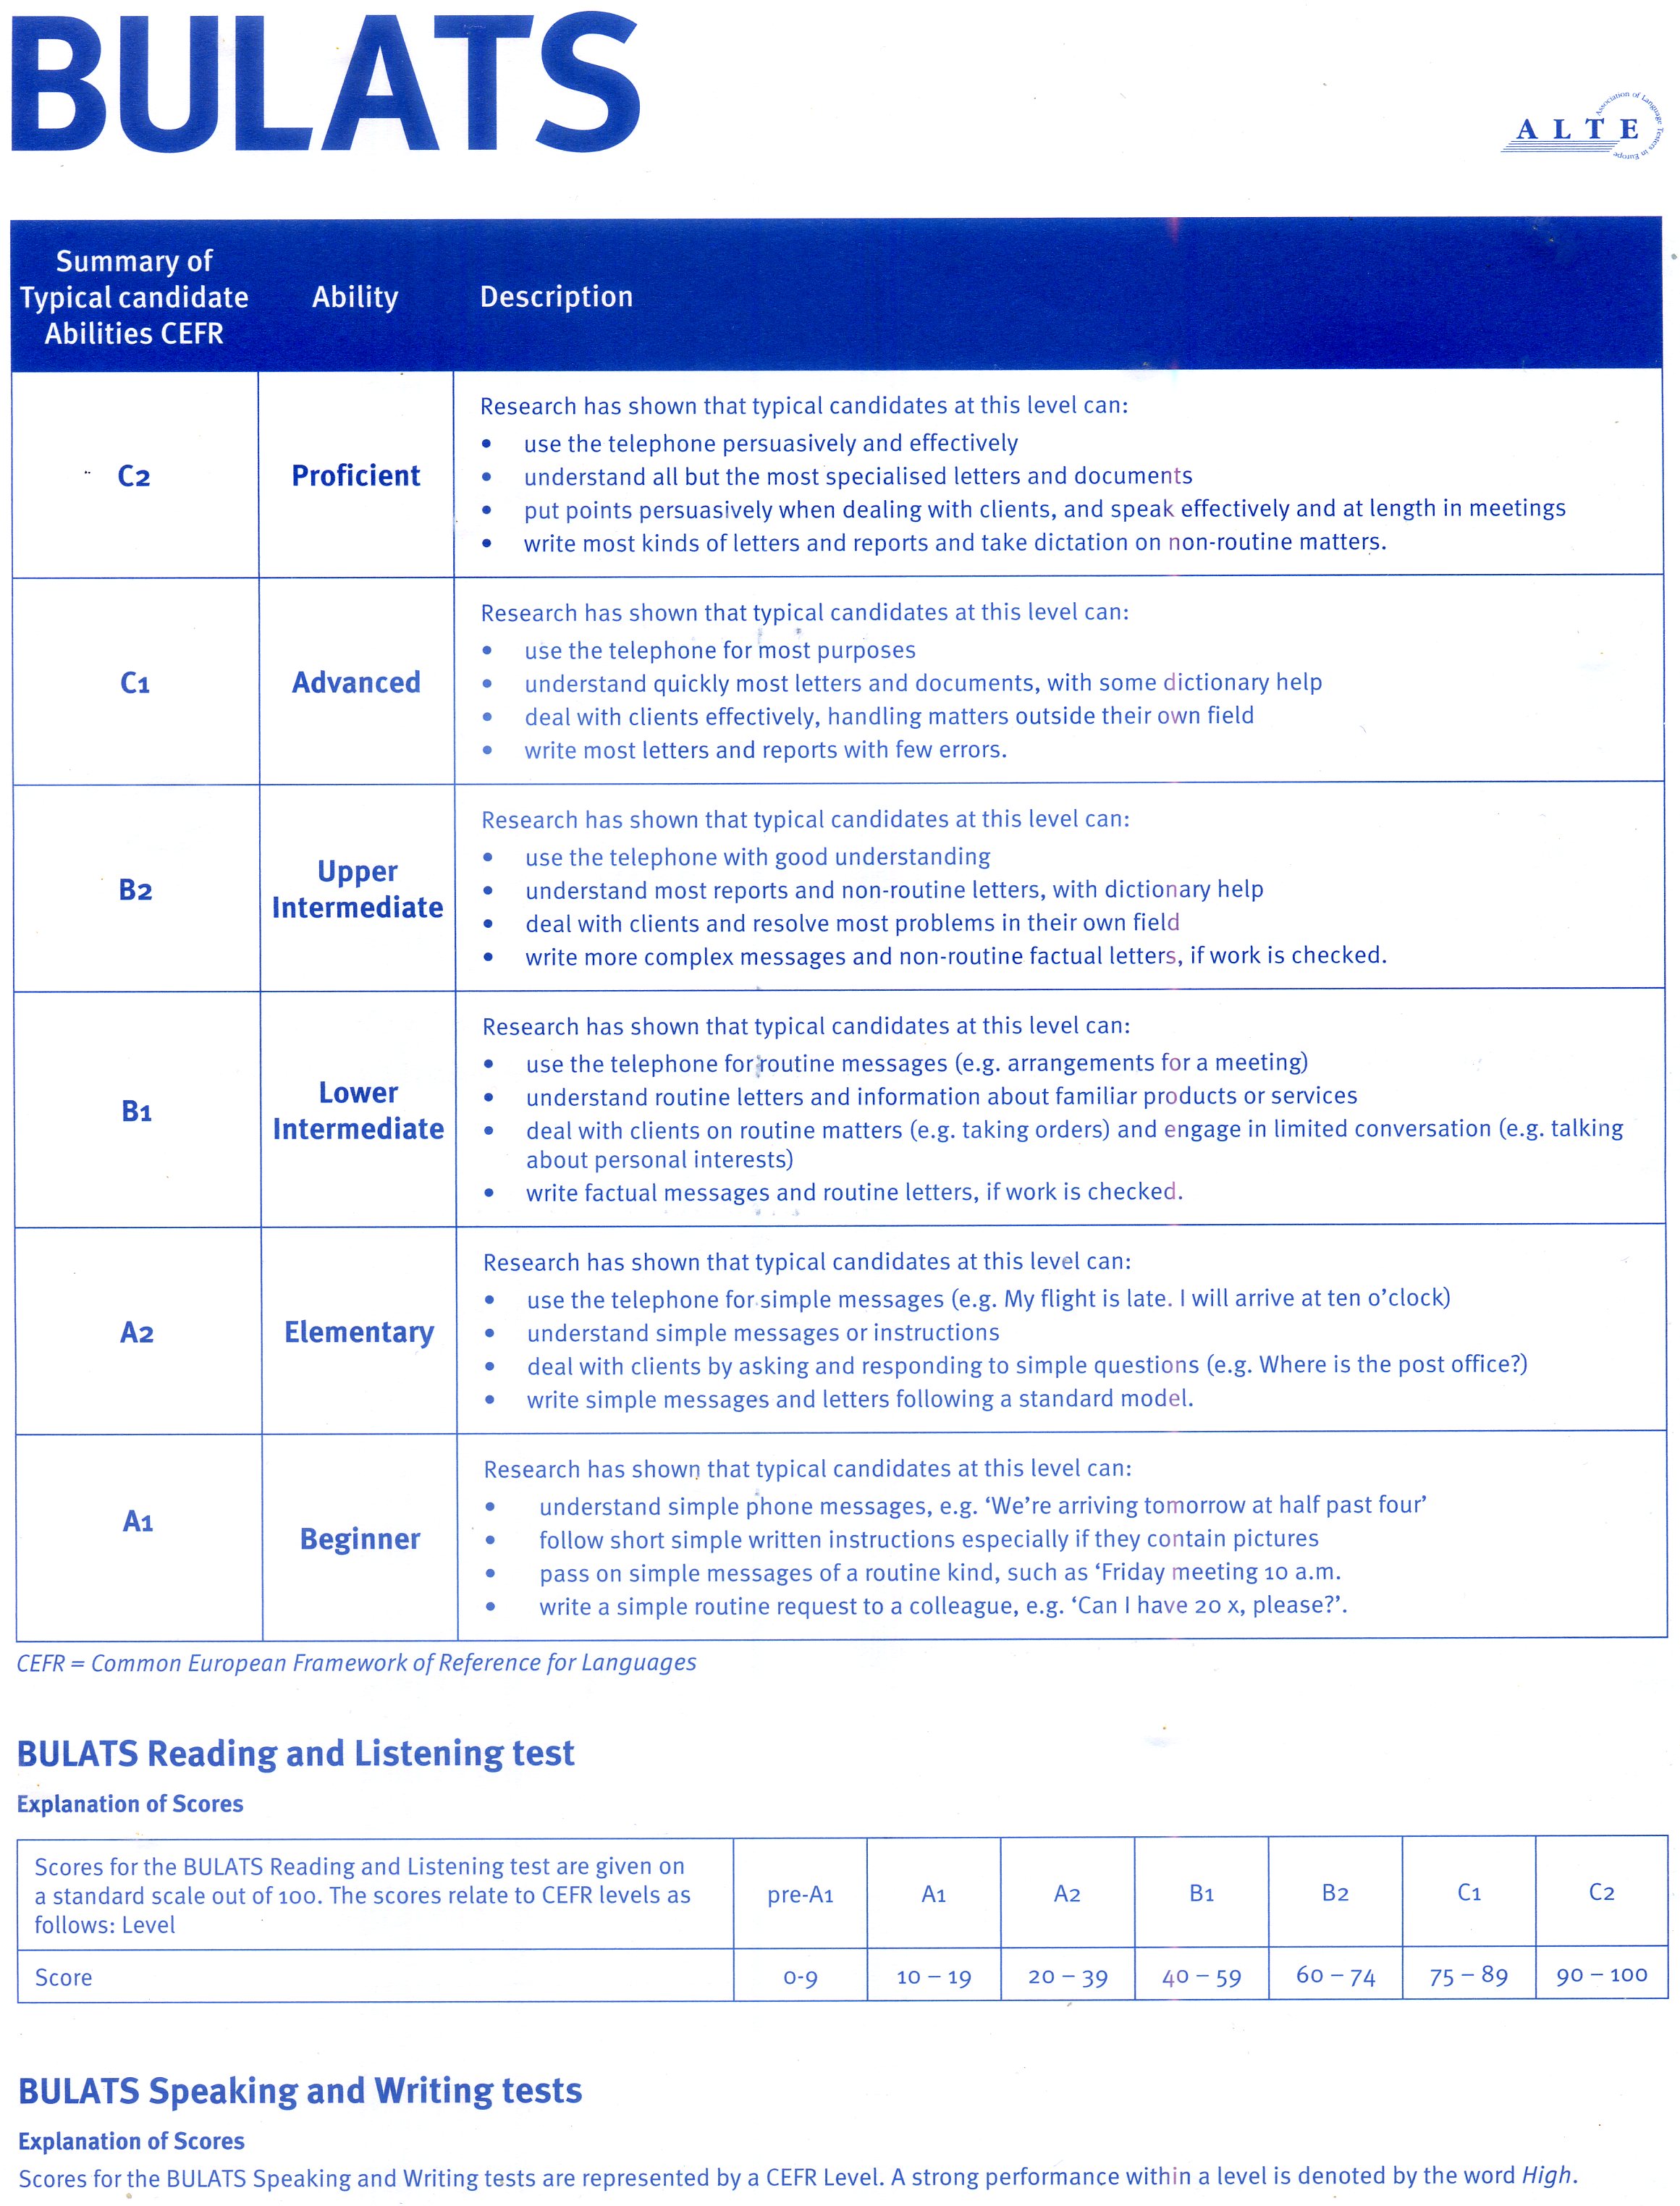 BULATS
ALTE
Association of Language Testers in Europe
Summary of
Typical candidate
Abilities CEFR
Ability
Description
C2
Proficient
Research has shown that typical candidates at this level can:
• use the telephone persuasively and effectively
• understand all but the most specialised letters and documents
• put points persuasively when dealing with clients, and speak effectively and at length in meetings
• write most kinds of letters and reports and take dictation on non-routine matters.
C1
Advanced
Research has shown that typical candidates at this level can:
• use the telephone for most purposes
• understand quickly most letters and documents, with some dictionary help
• deal with clients effectively, handling matters outside their own field
• write most letters and reports with few errors.
B2
Upper
Intermediate
Research has shown that typical candidates at this level can:
• use the telephone with good understanding
• understand most reports and non-routine letters, with dictionary help
• deal with clients and resolve most problems in their own field
• write more complex messages and non-routine factual letters, if work is checked.
B1
Lower
Intermediate
Research has shown that typical candidates at this level can:
• use the telephone for routine messages (e.g. arrangements for a meeting)
• understand routine letters and information about familiar products or services
• deal with clients on routine matters (e.g. taking orders) and engage in limited conversation (e.g. talking
about personal interests)
• write factual messages and routine letters, if work is checked.
A2
Elementary
Research has shown that typical candidates at this level can:
• use the telephone for simple messages (e.g. My flight is late. I will arrive at ten o’clock)
• understand simple messages or instructions
• deal with clients by asking and responding to simple questions (e.g. Where is the post office?)
• write simple messages and letters following a standard model.
A1
Beginner
Research has shown that typical candidates at this level can:
• understand simple phone messages, e.g. ‘We’re arriving tomorrow at half past four’
• follow short simple written instructions especially if they contain pictures
• pass on simple messages of a routine kind, such as ‘Friday meeting 10 a.m.
• write a simple routine request to a colleague, e.g. ‘Can I have 20 x, please?’.
CEFR = Common European Framework of Reference for Languages
BULATS Reading and Listening test
Explanation of Scores
Scores for the BULATS Reading and Listening test are given on
a standard scale out of 100. The scores relate to CEFR levels as
follows: Level
pre-A1 A1 A2 B1 B2 C1 C2
Score 0-9 10 – 19 20 – 39 40 – 59 60 – 74 75 – 89 90 – 100
BULATS Speaking and Writing tests
Explanation of Scores
Scores for the BULATS Speaking and Writing tests are represented by a CEFR Level. A strong performance within a level is denoted by the word High.